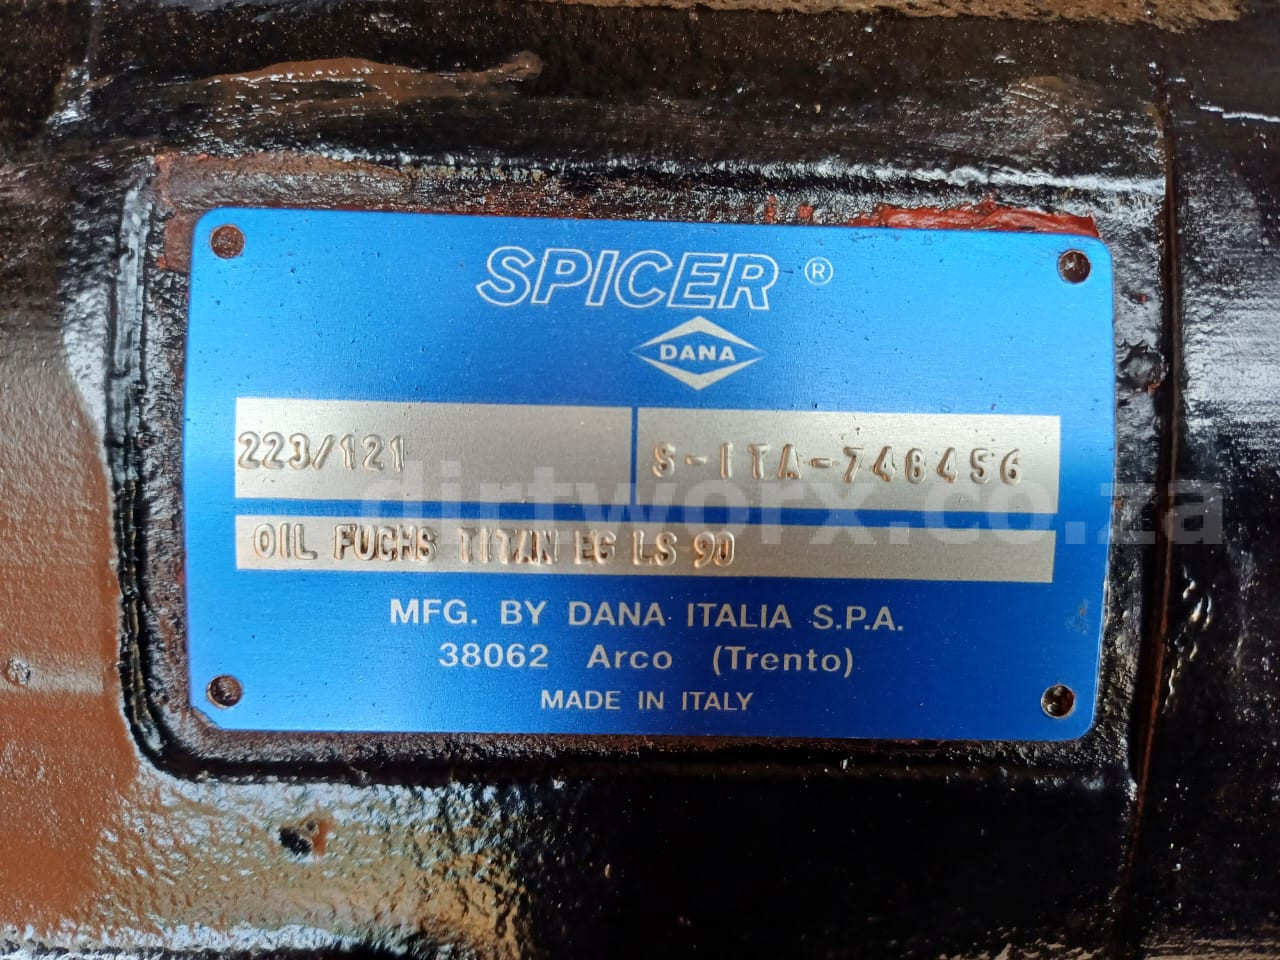 SPICER ®
DANA
223/121 S-ITA-748456
dirtworx.co.za
OIL FUCHS TITAN E6 LS 90
MFG. BY DANA ITALIA S.P.A.
38062 Arco (Trento)
MADE IN ITALY